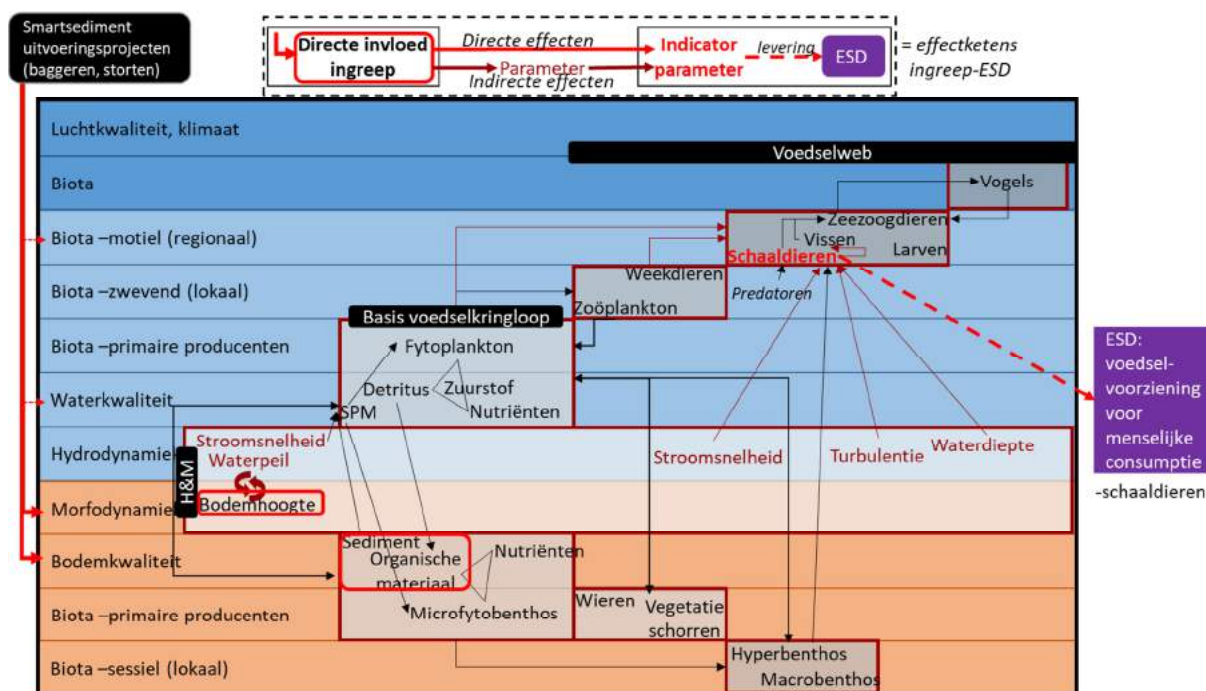 Smartsediment
uitvoeringsprojecten
(baggeren, storten)
Directe invloed
ingreep
Directe effecten
Parameter
Indirecte effecten
Indicator
parameter
levering
ESD
= effectketens
ingreep-ESD
Luchtkwaliteit, klimaat
Voedselweb
Biota
Vogels
Biota –motiel (regionaal)
Zeezoogdieren
Vissen
Schaaldieren
Larven
Biota –zwevend (lokaal)
Weekdieren
Predatoren
Zoöplankton
Basis voedselkringloop
Biota –primaire producenten
Fytoplankton
Detritus
Zuurstof
Nutriënten
Waterkwaliteit
SPM
Hydrodynamie
H&M
Stroomsnelheid
Waterpeil
Stroomsnelheid
Turbulentie
Waterdiepte
Morfodynamie
Bodemhoogte
Bodemkwaliteit
Sediment
Organische
materiaal
Nutriënten
Biota –primaire producenten
Microfytobenthos
Wieren
Vegetatie
schorren
Biota –sessiel (lokaal)
Hyperbenthos
Macrobenthos
ESD:
voedsel-
voorziening
voor
menselijke
consumptie
-schaaldieren